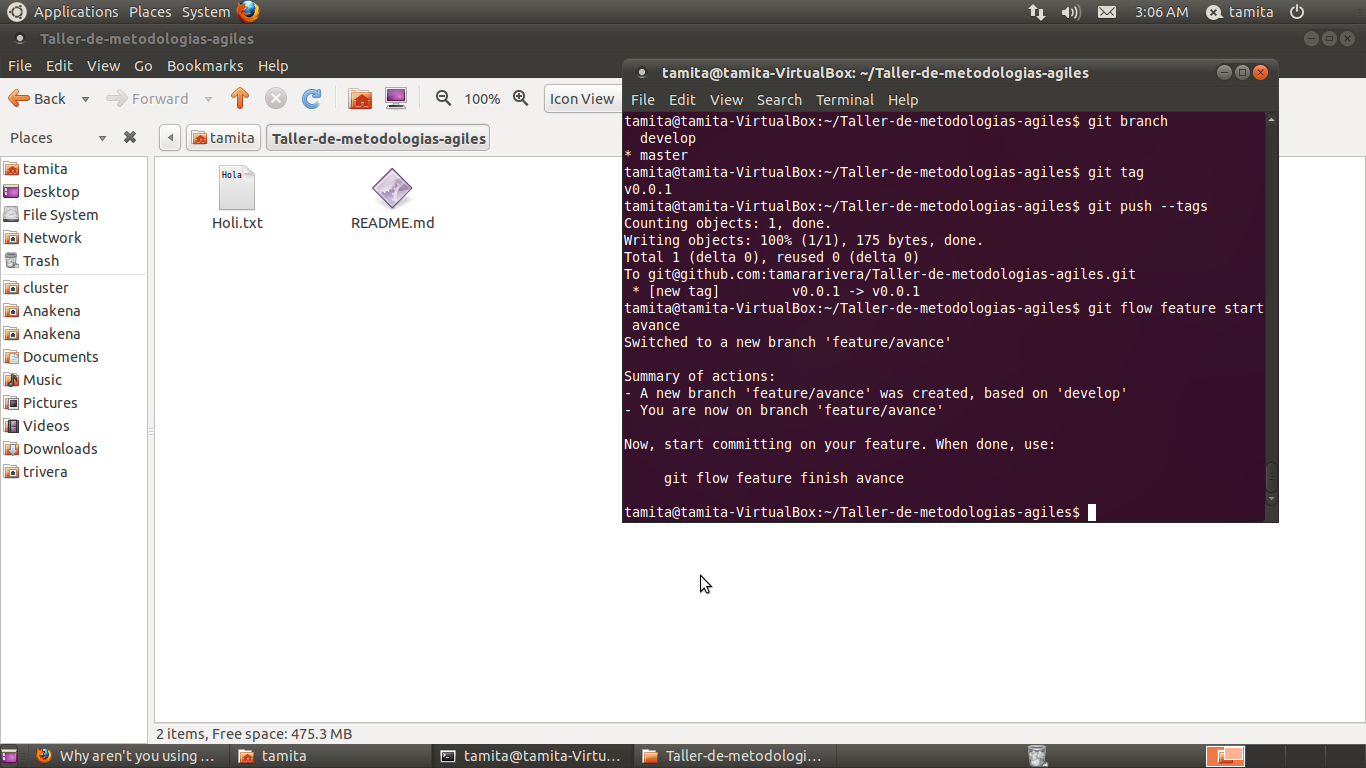 Applications Places System 3:06 AM tamita
Taller-de-metodologias-agiles
File Edit View Go Bookmarks Help
Back Forward 100% Icon View
Places tamita Taller-de-metodologias-agiles
tamita
Desktop
File System
Network
Trash
cluster
Anakena
Anakena
Documents
Music
Pictures
Videos
Downloads
trivera
Hola
Holi.txt README.md
2 items, Free space: 475.3 MB
tamita@tamita-VirtualBox: ~/Taller-de-metodologias-agiles
File Edit View Search Terminal Help
tamita@tamita-VirtualBox:~/Taller-de-metodologias-agiles$ git branch
  develop
* master
tamita@tamita-VirtualBox:~/Taller-de-metodologias-agiles$ git tag
v0.0.1
tamita@tamita-VirtualBox:~/Taller-de-metodologias-agiles$ git push --tags
Counting objects: 1, done.
Writing objects: 100% (1/1), 175 bytes, done.
Total 1 (delta 0), reused 0 (delta 0)
To git@github.com:tamararivera/Taller-de-metodologias-agiles.git
 * [new tag]         v0.0.1 -> v0.0.1
tamita@tamita-VirtualBox:~/Taller-de-metodologias-agiles$ git flow feature start
 avance
Switched to a new branch 'feature/avance'
Summary of actions:
- A new branch 'feature/avance' was created, based on 'develop'
- You are now on branch 'feature/avance'
Now, start committing on your feature. When done, use:
     git flow feature finish avance
tamita@tamita-VirtualBox:~/Taller-de-metodologias-agiles$
Why aren't you using ... tamita tamita@tamita-Virtu... Taller-de-metodologi...